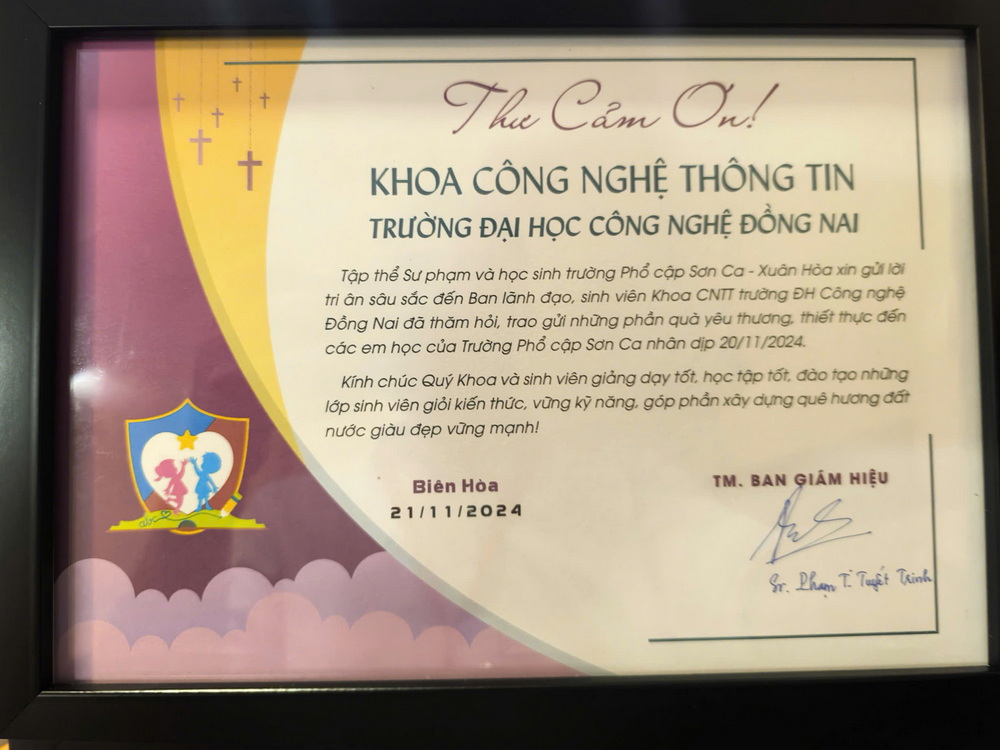 Thư Cảm Ơn!
KHOA CÔNG NGHỆ THÔNG TIN
TRƯỜNG ĐẠI HỌC CÔNG NGHỆ ĐỒNG NAI
Tập thể Sư phạm và học sinh trường Phổ cập Sơn Ca - Xuân Hòa xin gửi lời
tri ân sâu sắc đến Ban lãnh đạo, sinh viên Khoa CNTT trường ĐH Công nghệ
Đồng Nai đã thăm hỏi, trao gửi những phần quà yêu thương, thiết thực đến
các em học của Trường Phổ cập Sơn Ca nhân dịp 20/11/2024.
Kính chúc Quý Khoa và sinh viên giảng dạy tốt, học tập tốt, đào tạo những
lớp sinh viên giỏi kiến thức, vững kỹ năng, góp phần xây dựng quê hương đất
nước giàu đẹp vững mạnh!
Biên Hòa
21/11/2024
TM. BAN GIÁM HIỆU
Sr. Phạm T. Tuyết Trinh
abc